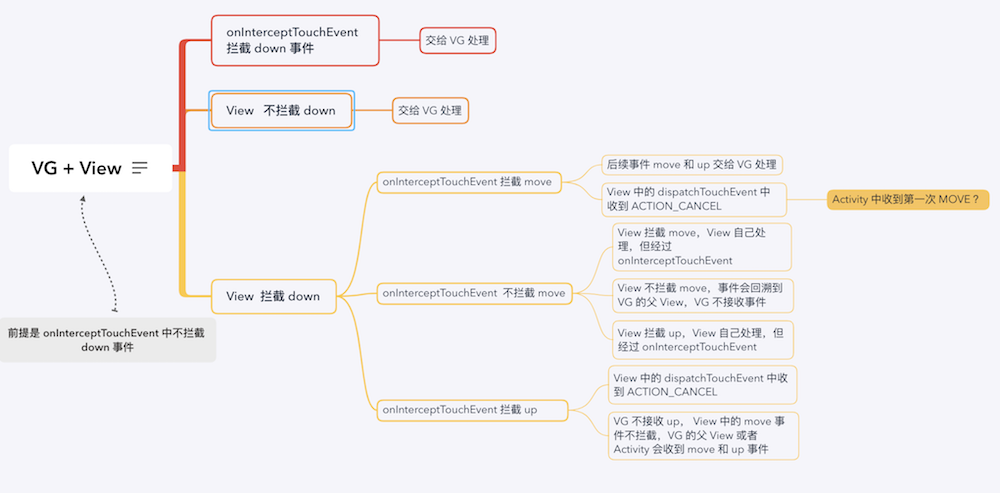 VG + View
前提是 onInterceptTouchEvent 中不拦截
down 事件
onInterceptTouchEvent
拦截 down 事件
交给 VG 处理
View 不拦截 down
交给 VG 处理
View 拦截 down
onInterceptTouchEvent 拦截 move
后续事件 move 和 up 交给 VG 处理
View 中的 dispatchTouchEvent 中
收到 ACTION_CANCEL
Activity 中收到第一次 MOVE？
onInterceptTouchEvent 不拦截 move
View 拦截 move，View 自己处
理，但经过
onInterceptTouchEvent
View 不拦截 move，事件会回溯到
VG 的父 View，VG 不接收事件
View 拦截 up，View 自己处理，但
经过 onInterceptTouchEvent
onInterceptTouchEvent 拦截 up
View 中的 dispatchTouchEvent 中收
到 ACTION_CANCEL
VG 不接收 up， View 中的 move 事
件不拦截，VG 的父 View 或者
Activity 会收到 move 和 up 事件